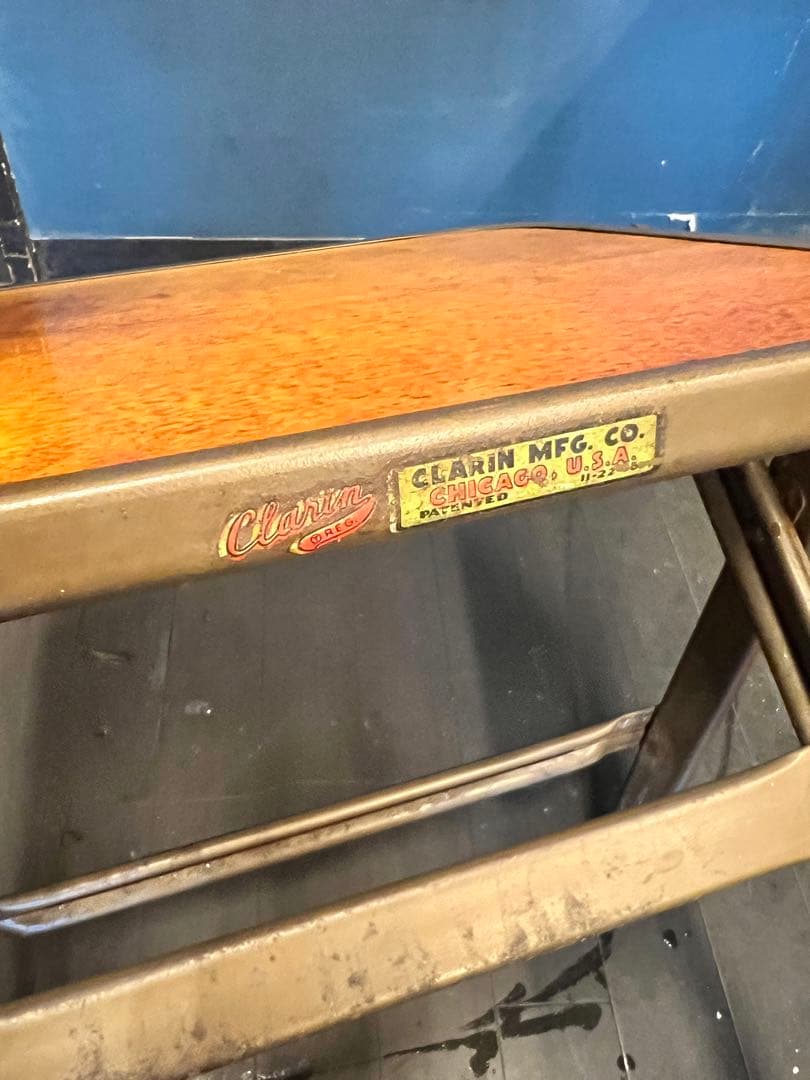 Clarin
REG.
CLARIN MFG. CO.
CHICAGO, U.S.A.
PATENTED